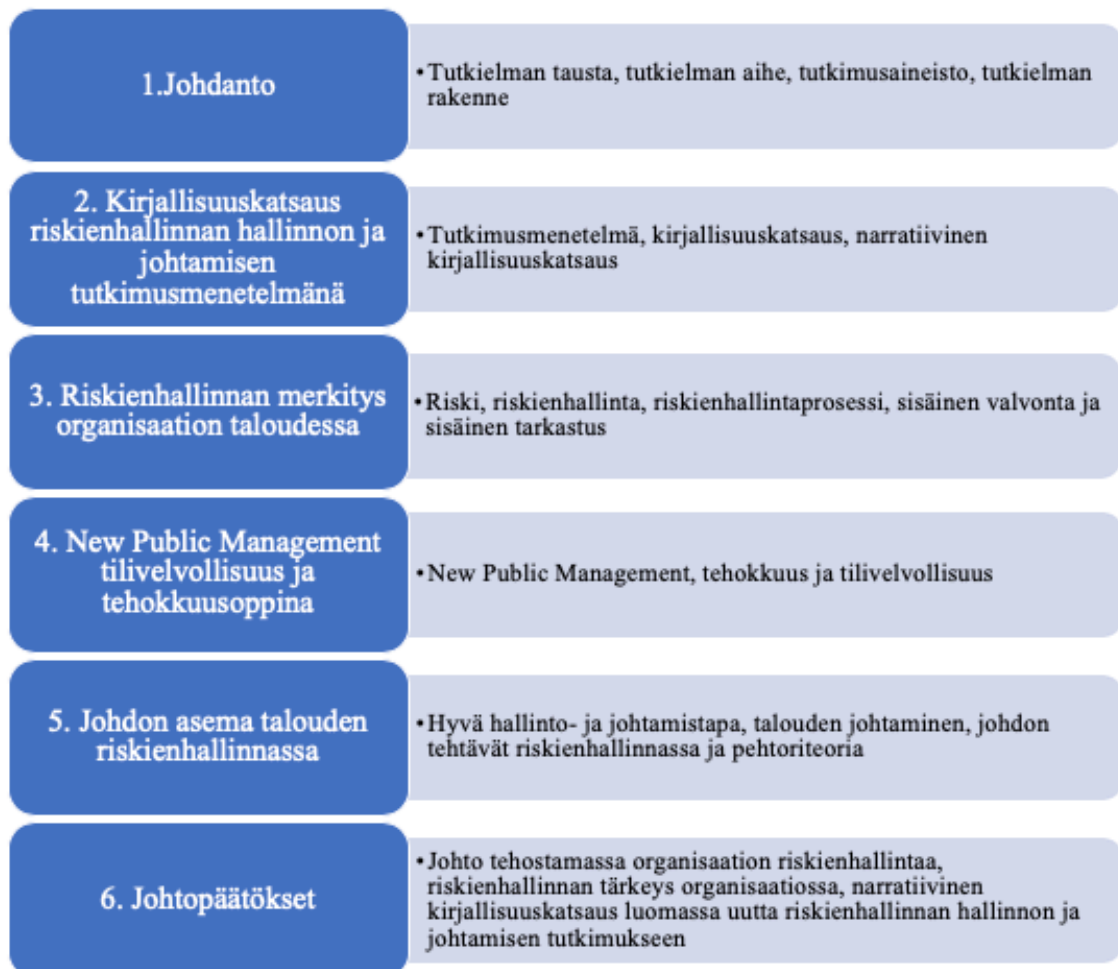 1.Johdanto
•Tutkielman tausta, tutkielman aihe, tutkimusaineisto, tutkielman
rakenne
2. Kirjallisuuskatsaus
riskienhallinnan hallinnon ja
johtamisen
tutkimusmenetelmänä
•Tutkimusmenetelmä, kirjallisuuskatsaus, narratiivinen
kirjallisuuskatsaus
3. Riskienhallinnan merkitys
organisaation taloudessa
•Riski, riskienhallinta, riskienhallintaprosessi, sisäinen valvonta ja
sisäinen tarkastus
4. New Public Management
tilivelvollisuus ja
tehokkuusoppina
•New Public Management, tehokkuus ja tilivelvollisuus
5. Johdon asema talouden
riskienhallinnassa
•Hyvä hallinto- ja johtamistapa, talouden johtaminen, johdon
tehtävät riskienhallinnassa ja pehtoriteoria
6. Johtopäätökset
•Johto tehostamassa organisaation riskienhallintaa,
riskienhallinnan tärkeys organisaatiossa, narratiivinen
kirjallisuuskatsaus luomassa uutta riskienhallinnan hallinnon ja
johtamisen tutkimukseen